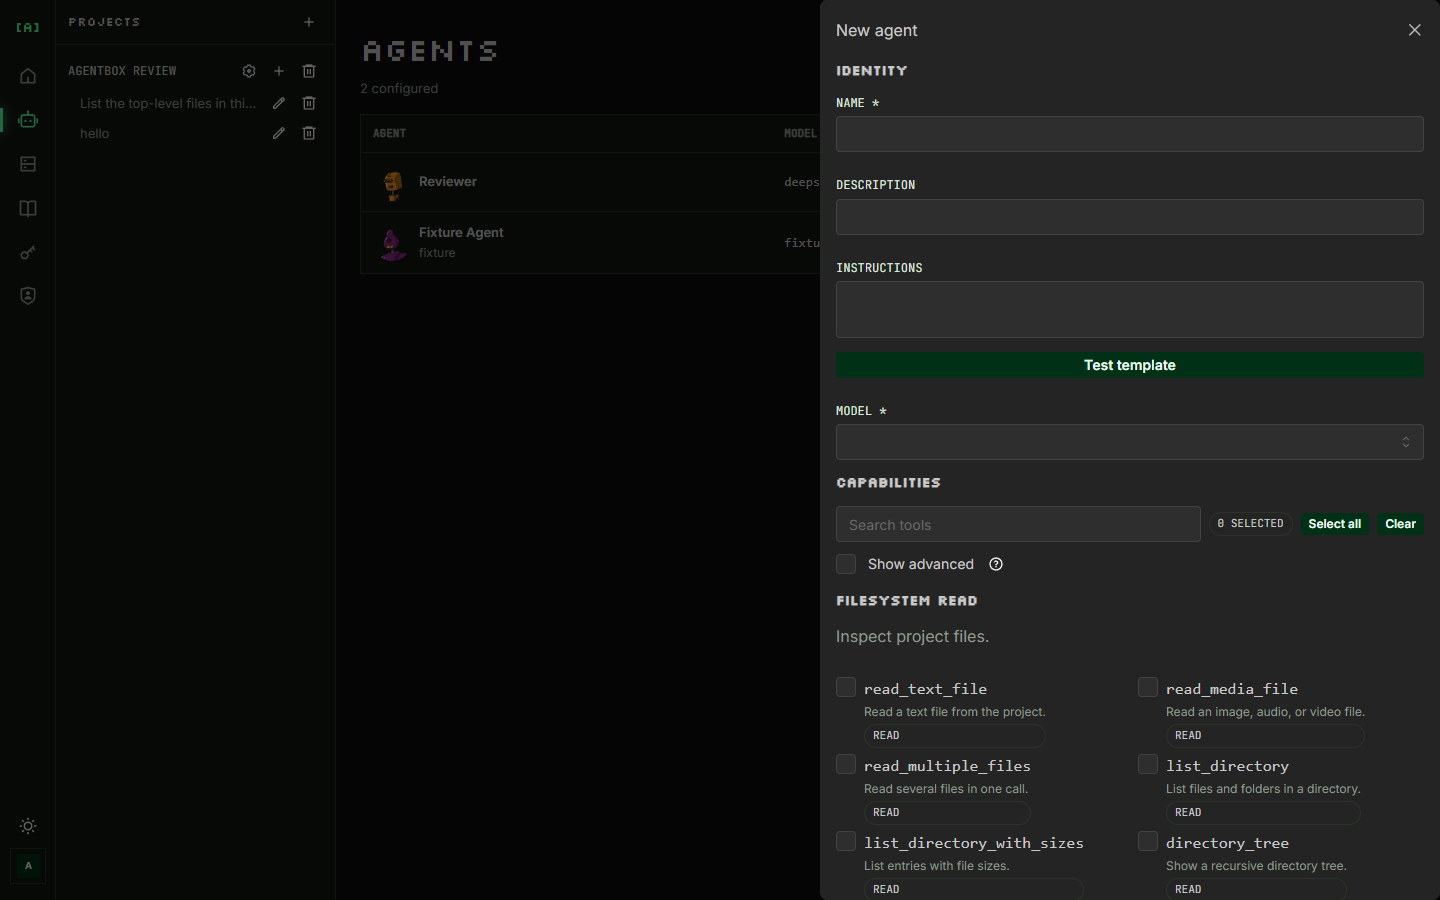 [A]
PROJECTS
AGENTBOX REVIEW
List the top-level files in thi...
hello
A
AGENTS
2 configured
AGENT MODEL
Reviewer deeps
Fixture Agent
fixture fixtu
New agent
IDENTITY
NAME *
DESCRIPTION
INSTRUCTIONS
Test template
MODEL *
CAPABILITIES
Search tools 0 SELECTED Select all Clear
Show advanced
FILESYSTEM READ
Inspect project files.
read_text_file
Read a text file from the project.
READ
read_media_file
Read an image, audio, or video file.
READ
read_multiple_files
Read several files in one call.
READ
list_directory
List files and folders in a directory.
READ
list_directory_with_sizes
List entries with file sizes.
READ
directory_tree
Show a recursive directory tree.
READ